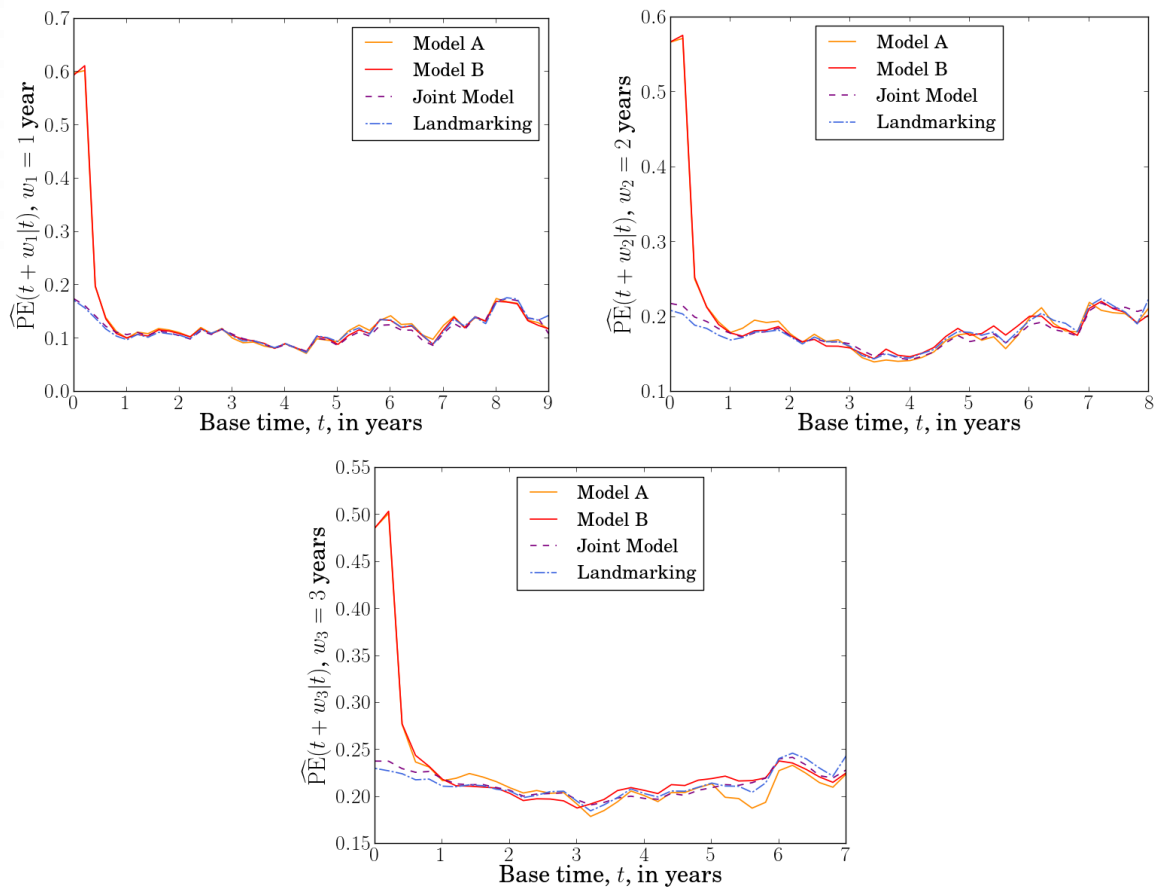 0.7
0.6
0.5
0.4
0.3
0.2
0.1
0.0
P̂E(t + w₁|t), w₁ = 1 year
Model A
Model B
Joint Model
Landmarking
0 1 2 3 4 5 6 7 8 9
Base time, t, in years
0.6
0.5
0.4
0.3
0.2
0.1
P̂E(t + w₂|t), w₂ = 2 years
Model A
Model B
Joint Model
Landmarking
0 1 2 3 4 5 6 7 8
Base time, t, in years
0.55
0.50
0.45
0.40
0.35
0.30
0.25
0.20
0.15
P̂E(t + w₃|t), w₃ = 3 years
Model A
Model B
Joint Model
Landmarking
0 1 2 3 4 5 6 7
Base time, t, in years